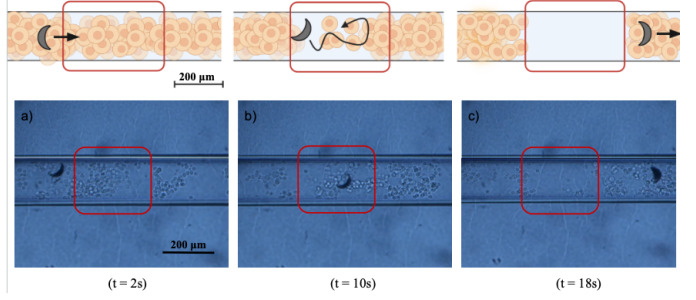 200 µm
a)
b)
c)
200 µm
(t = 2s)
(t = 10s)
(t = 18s)